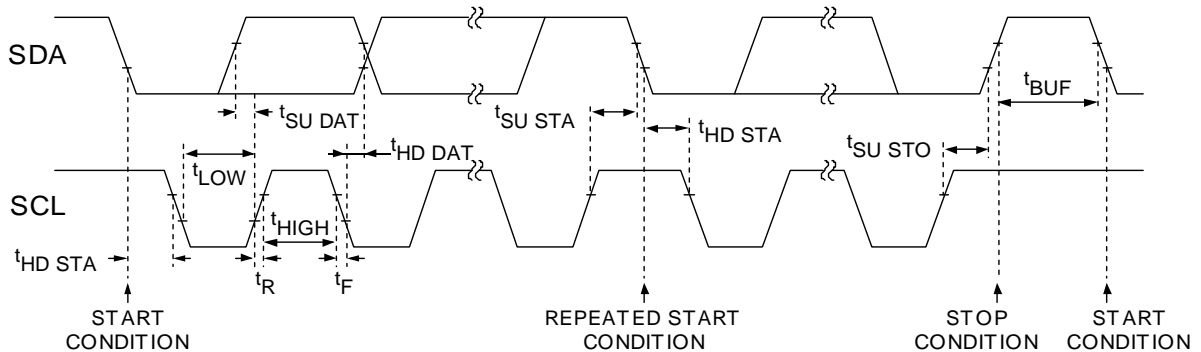 SDA
tSU DAT
tHD DAT
tSU STA
tHD STA
tSU STO
tBUF
SCL
tLOW
tHIGH
tHD STA
tR
tF
START
CONDITION
REPEATED START
CONDITION
STOP
CONDITION
START
CONDITION